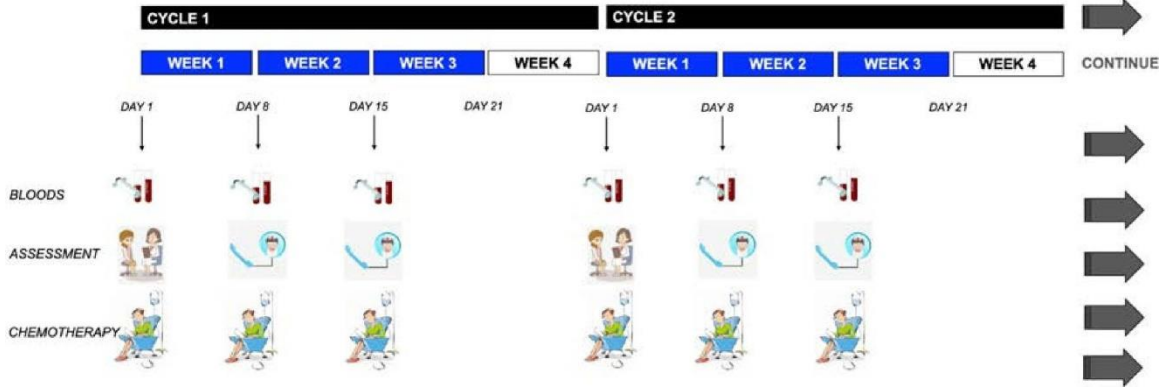 CYCLE 1 CYCLE 2
WEEK 1 WEEK 2 WEEK 3 WEEK 4 WEEK 1 WEEK 2 WEEK 3 WEEK 4 CONTINUE
DAY 1 DAY 8 DAY 15 DAY 21 DAY 1 DAY 8 DAY 15 DAY 21
BLOODS
ASSESSMENT
CHEMOTHERAPY